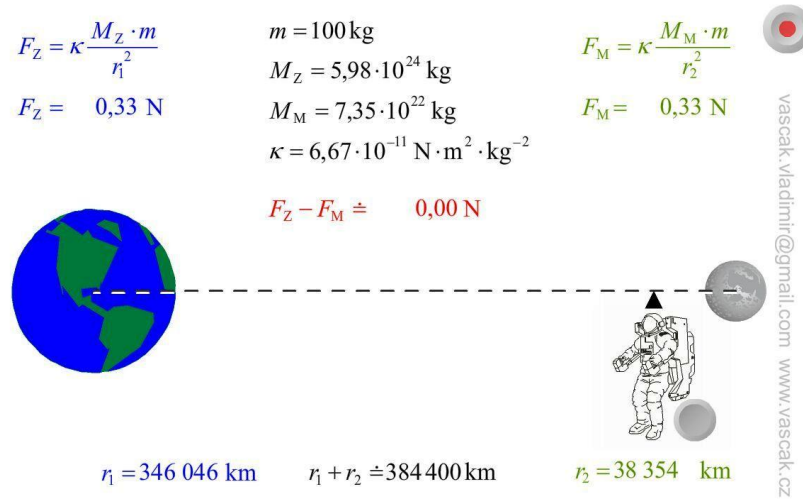 F_Z = κ M_Z · m / r_1^2
F_Z = 0,33 N
m = 100 kg
M_Z = 5,98 · 10^24 kg
M_M = 7,35 · 10^22 kg
κ = 6,67 · 10^−11 N · m^2 · kg^−2
F_Z − F_M ≐ 0,00 N
F_M = κ M_M · m / r_2^2
F_M = 0,33 N
r_1 = 346 046 km
r_1 + r_2 ≐ 384 400 km
r_2 = 38 354 km
vascak.vladimir@gmail.com www.vascak.cz